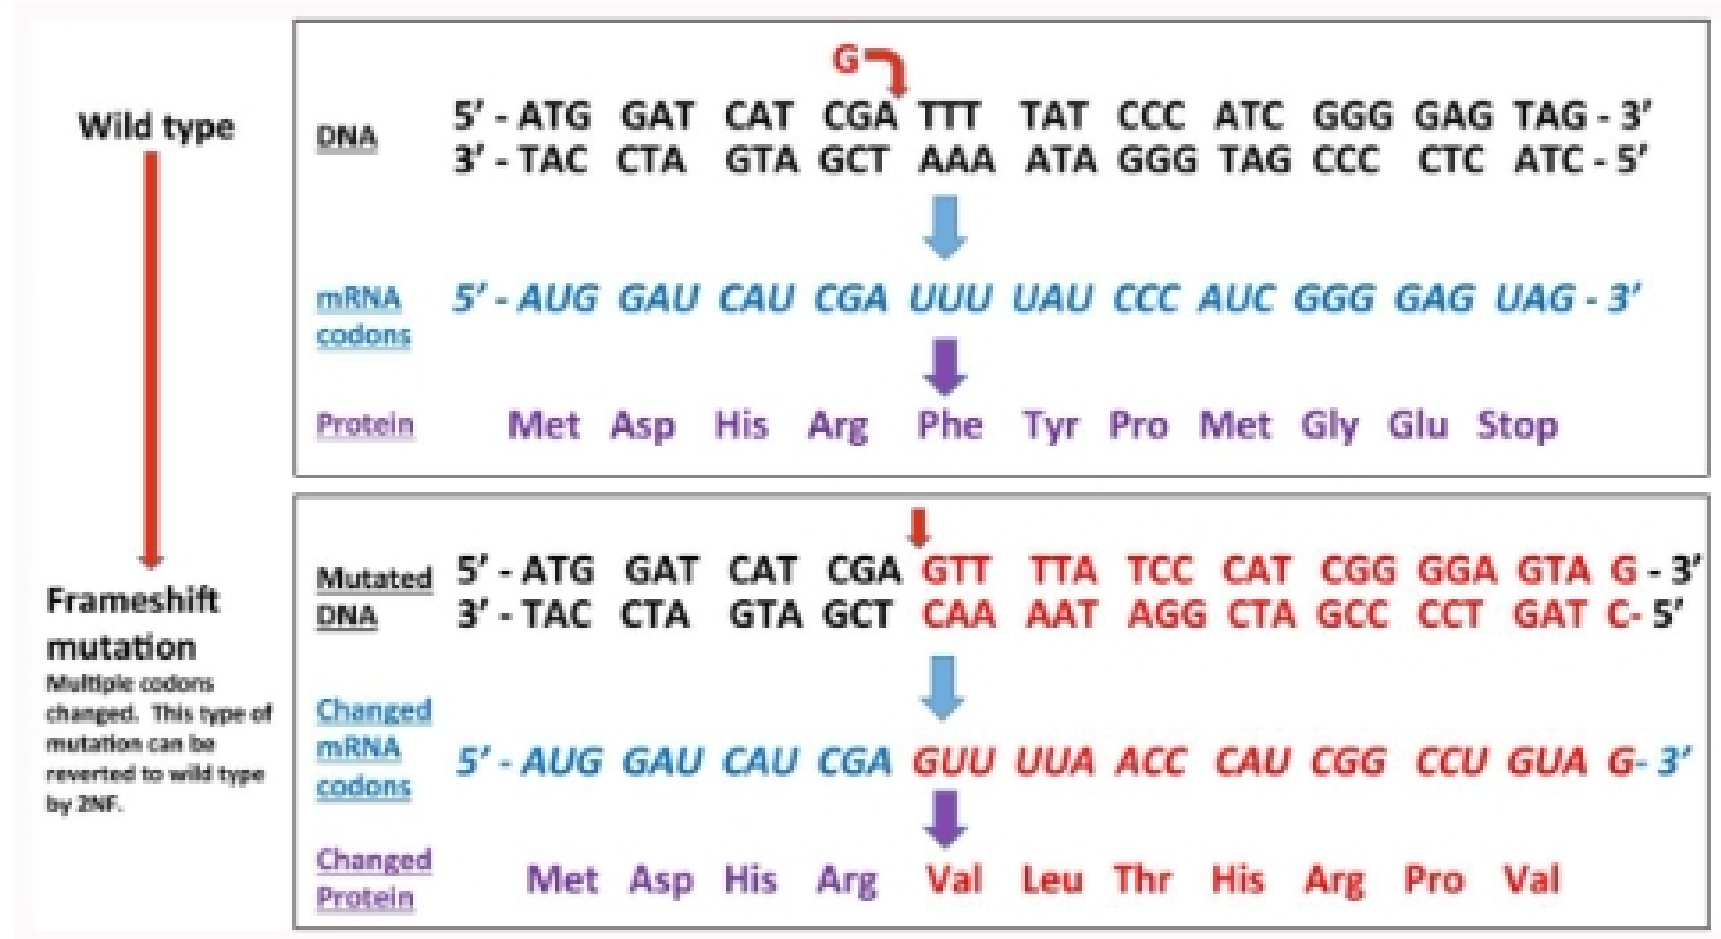 G
Wild type
DNA
5’ - ATG GAT CAT CGA TTT TAT CCC ATC GGG GAG TAG - 3’
3’ - TAC CTA GTA GCT AAA ATA GGG TAG CCC CTC ATC - 5’
mRNA codons
5’ - AUG GAU CAU CGA UUU UAU CCC AUC GGG GAG UAG - 3’
Protein
Met Asp His Arg Phe Tyr Pro Met Gly Glu Stop
Frameshift
mutation
Multiple codons
changed. This type of
mutation can be
reverted to wild type
by 2NF.
Mutated
DNA
5’ - ATG GAT CAT CGA GTT TTA TCC CAT CGG GGA GTA G - 3’
3’ - TAC CTA GTA GCT CAA AAT AGG CTA GCC CCT GAT C- 5’
Changed
mRNA
codons
5’ - AUG GAU CAU CGA GUU UUA ACC CAU CGG CCU GUA G- 3’
Changed
Protein
Met Asp His Arg Val Leu Thr His Arg Pro Val